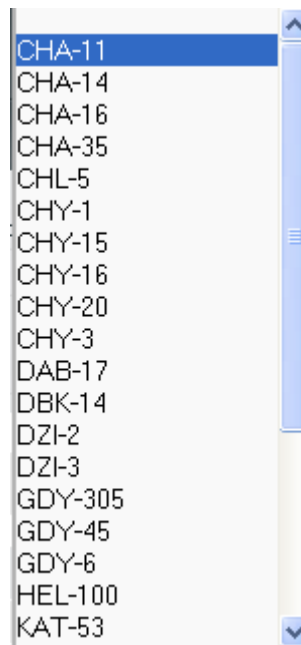 CHA-11
CHA-14
CHA-16
CHA-35
CHL-5
CHY-1
CHY-15
CHY-16
CHY-20
CHY-3
DAB-17
DBK-14
DZI-2
DZI-3
GDY-305
GDY-45
GDY-6
HEL-100
KAT-53